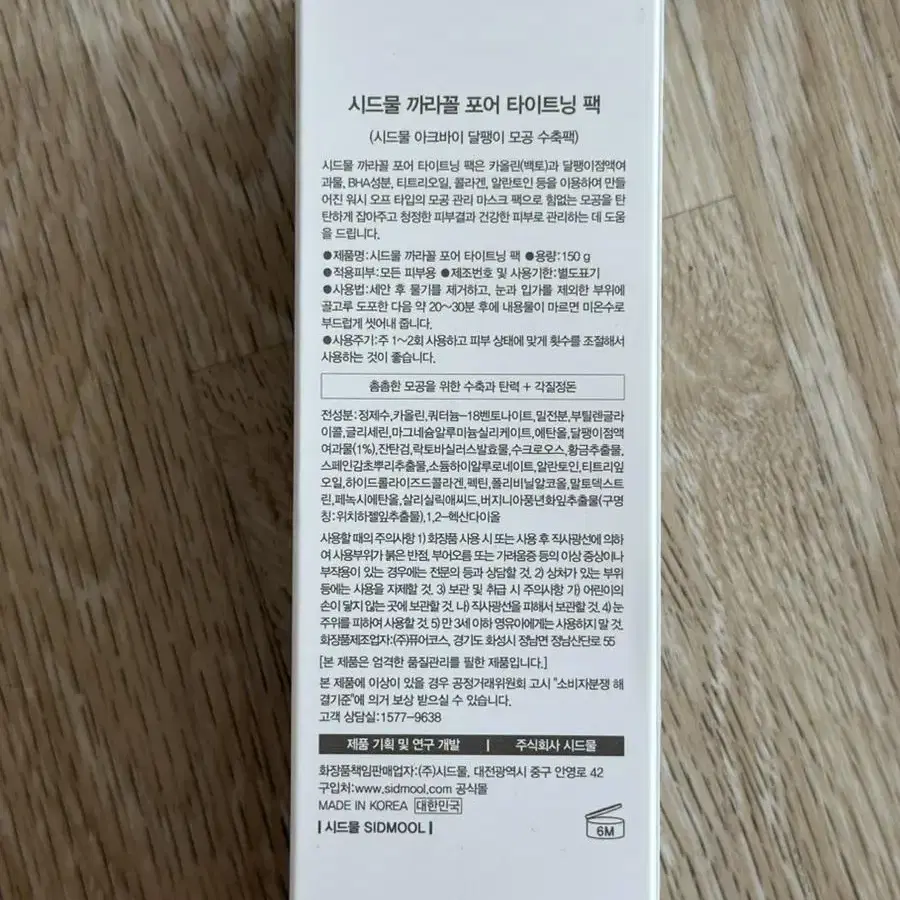 시드물 까라꼴 포어 타이트닝 팩
(시드물 아크바이 달팽이 모공 수축팩)
시드물 까라꼴 포어 타이트닝 팩은 카올린(백토)과 달팽이점액여
과물, BHA성분, 티트리오일, 콜라겐, 알란토인 등을 이용하여 만들
어진 워시 오프 타입의 모공 관리 마스크 팩으로 힘없는 모공을 탄
탄하게 잡아주고 청정한 피부결과 건강한 피부로 관리하는 데 도움
을 드립니다.
●제품명:시드물 까라꼴 포어 타이트닝 팩 ●용량:150 g
●적용피부:모든 피부용 ●제조번호 및 사용기한:별도표기
●사용법:세안 후 물기를 제거하고, 눈과 입가를 제외한 부위에
골고루 도포한 다음 약 20~30분 후에 내용물이 마르면 미온수로
부드럽게 씻어내 줍니다.
●사용주기:주 1~2회 사용하고 피부 상태에 맞게 횟수를 조절해서
사용하는 것이 좋습니다.
촘촘한 모공을 위한 수축과 탄력 + 각질정돈
전성분:정제수,카올린,쿼터늄-18벤토나이트,밀전분,부틸렌글라
이콜,글리세린,마그네슘알루미늄실리케이트,에탄올,달팽이점액
여과물(1%),잔탄검,락토바실러스발효물,수크로오스,황금추출물,
스페인감초뿌리추출물,소듐하이알루로네이트,알란토인,티트리잎
오일,하이드롤라이즈드콜라겐,펙틴,폴리비닐알코올,말토덱스트
린,페녹시에탄올,살리실릭애씨드,버지니아풍년화잎추출물(구명
칭:위치하젤잎추출물),1,2-헥산다이올
사용할 때의 주의사항 1) 화장품 사용 시 또는 사용 후 직사광선에 의하
여 사용부위가 붉은 반점, 부어오름 또는 가려움증 등의 이상 증상이나
부작용이 있는 경우에는 전문의 등과 상담할 것. 2) 상처가 있는 부위
등에는 사용을 자제할 것. 3) 보관 및 취급 시 주의사항 가) 어린이의
손이 닿지 않는 곳에 보관할 것. 나) 직사광선을 피해서 보관할 것. 4) 눈
주위를 피하여 사용할 것. 5) 만 3세 이하 영유아에게는 사용하지 말 것.
화장품제조업자:(주)퓨어코스, 경기도 화성시 정남면 정남산단로 55
[본 제품은 엄격한 품질관리를 필한 제품입니다.]
본 제품에 이상이 있을 경우 공정거래위원회 고시 "소비자분쟁 해
결기준"에 의거 보상 받으실 수 있습니다.
고객 상담실:1577-9638
제품 기획 및 연구 개발 | 주식회사 시드물
화장품책임판매업자:(주)시드물, 대전광역시 중구 안영로 42
구입처:www.sidmool.com 공식몰
MADE IN KOREA 대한민국
| 시드물 SIDMOOL |
6M